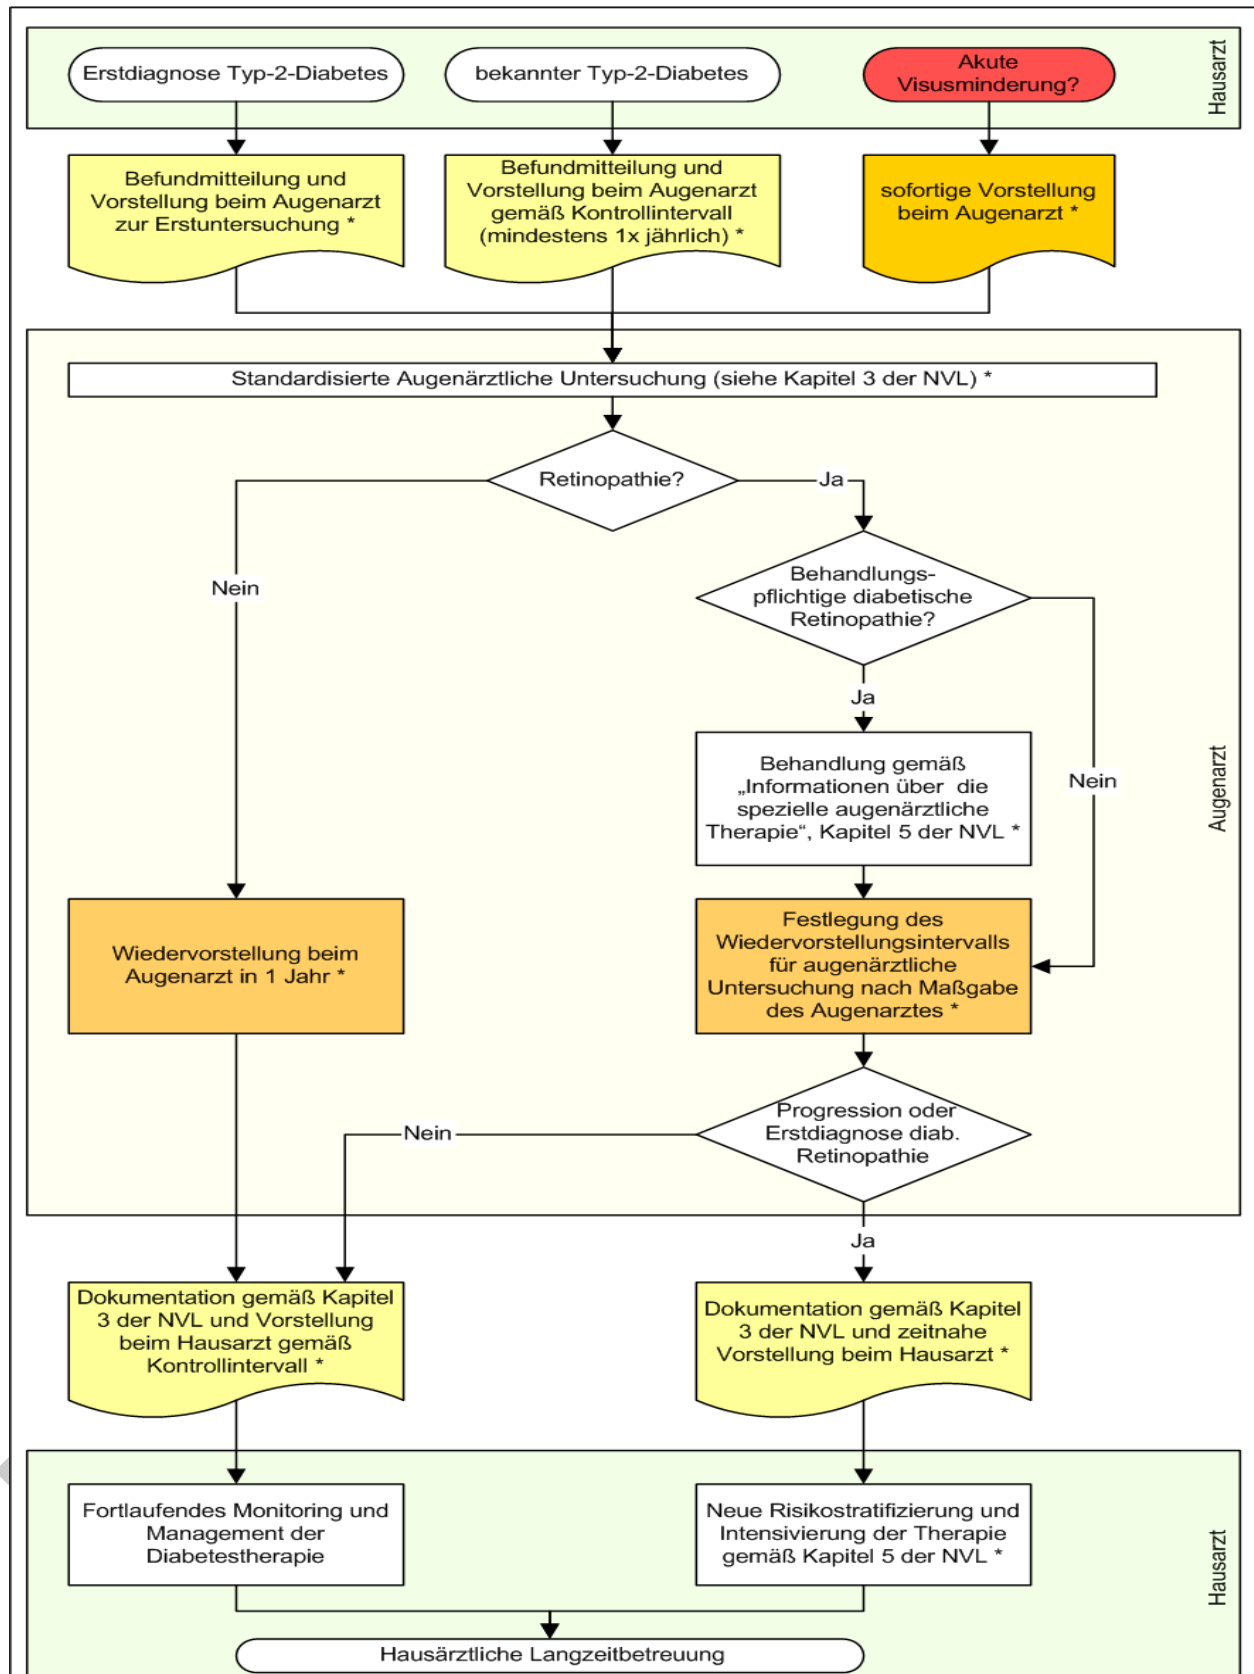 Erstdiagnose Typ-2-Diabetes
bekannter Typ-2-Diabetes
Akute
Visusminderung?
Hausarzt
Befundmitteilung und
Vorstellung beim Augenarzt
zur Erstuntersuchung *
Befundmitteilung und
Vorstellung beim Augenarzt
gemäß Kontrollintervall
(mindestens 1x jährlich) *
sofortige Vorstellung
beim Augenarzt *
Standardisierte Augenärztliche Untersuchung (siehe Kapitel 3 der NVL) *
Retinopathie?
Ja
Nein
Behandlungs-
pflichtige diabetische
Retinopathie?
Ja
Nein
Behandlung gemäß
„Informationen über die
spezielle augenärztliche
Therapie“, Kapitel 5 der NVL *
Augenarzt
Wiedervorstellung beim
Augenarzt in 1 Jahr *
Festlegung des
Wiedervorstellungsintervalls
für augenärztliche
Untersuchung nach Maßgabe
des Augenarztes *
Progression oder
Erstdiagnose diab.
Retinopathie
Nein
Ja
Dokumentation gemäß Kapitel
3 der NVL und Vorstellung
beim Hausarzt gemäß
Kontrollintervall *
Dokumentation gemäß Kapitel
3 der NVL und zeitnahe
Vorstellung beim Hausarzt *
Fortlaufendes Monitoring und
Management der
Diabetestherapie
Neue Risikostratifizierung und
Intensivierung der Therapie
gemäß Kapitel 5 der NVL *
Hausarzt
Hausärztliche Langzeitbetreuung